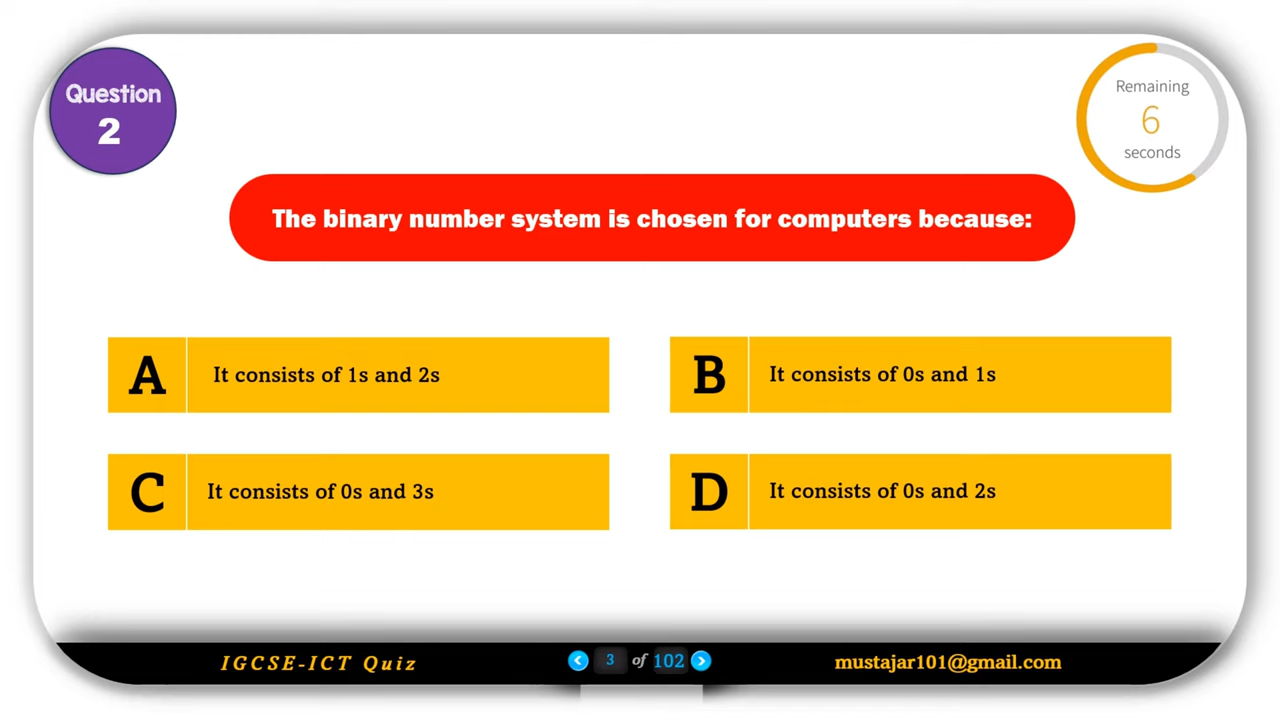 Question
2
Remaining
6
seconds
The binary number system is chosen for computers because:
A It consists of 1s and 2s
B It consists of 0s and 1s
C It consists of 0s and 3s
D It consists of 0s and 2s
IGCSE-ICT Quiz
3 of 102
mustajar101@gmail.com